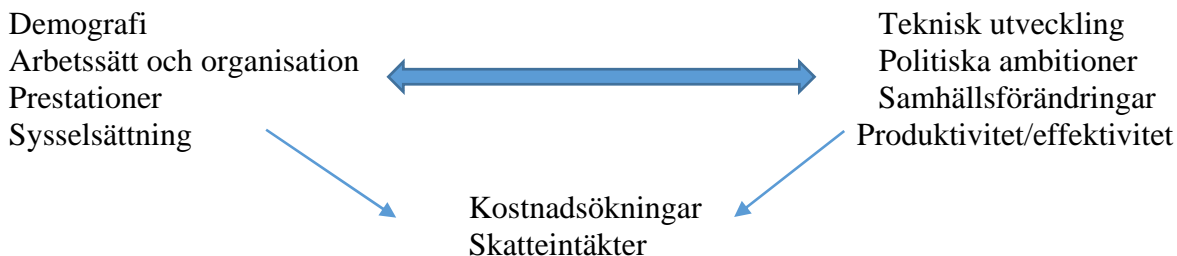 Demografi
Arbetssätt och organisation
Prestationer
Sysselsättning
Teknisk utveckling
Politiska ambitioner
Samhällsförändringar
Produktivitet/effektivitet
Kostnadsökningar
Skatteintäkter